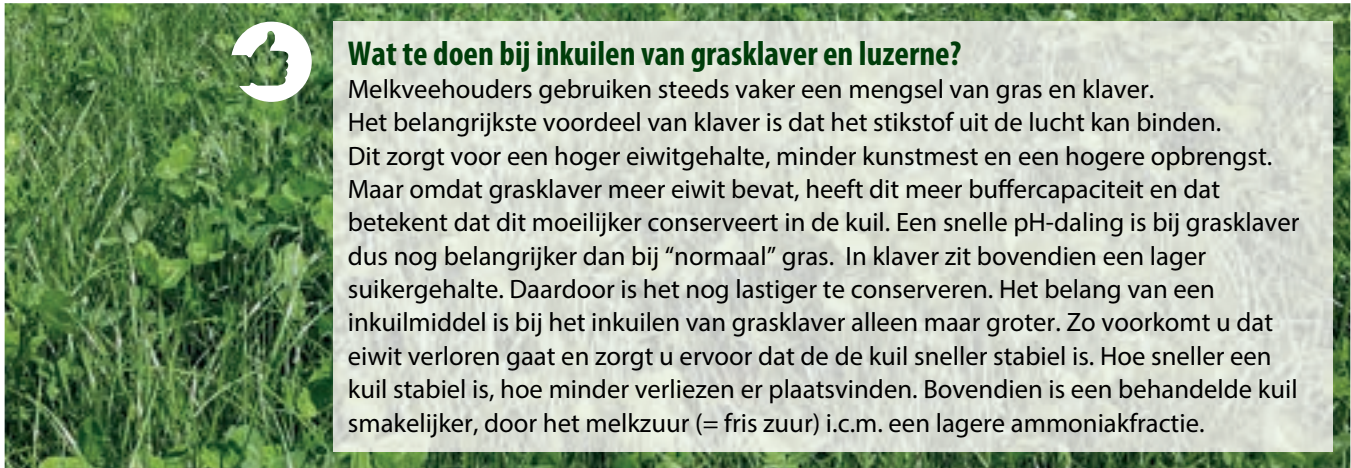 Wat te doen bij inkuilen van grasklaver en luzerne?
Melkveehouders gebruiken steeds vaker een mengsel van gras en klaver.
Het belangrijkste voordeel van klaver is dat het stikstof uit de lucht kan binden.
Dit zorgt voor een hoger eiwitgehalte, minder kunstmest en een hogere opbrengst.
Maar omdat grasklaver meer eiwit bevat, heeft dit meer buffercapaciteit en dat
betekent dat dit moeilijker conserveert in de kuil. Een snelle pH-daling is bij grasklaver
dus nog belangrijker dan bij “normaal” gras. In klaver zit bovendien een lager
suikergehalte. Daardoor is het nog lastiger te conserveren. Het belang van een
inkuilmiddel is bij het inkuilen van grasklaver alleen maar groter. Zo voorkomt u dat
eiwit verloren gaat en zorgt u ervoor dat de de kuil sneller stabiel is. Hoe sneller een
kuil stabiel is, hoe minder verliezen er plaatsvinden. Bovendien is een behandelde kuil
smakelijker, door het melkzuur (= fris zuur) i.c.m. een lagere ammoniakfractie.